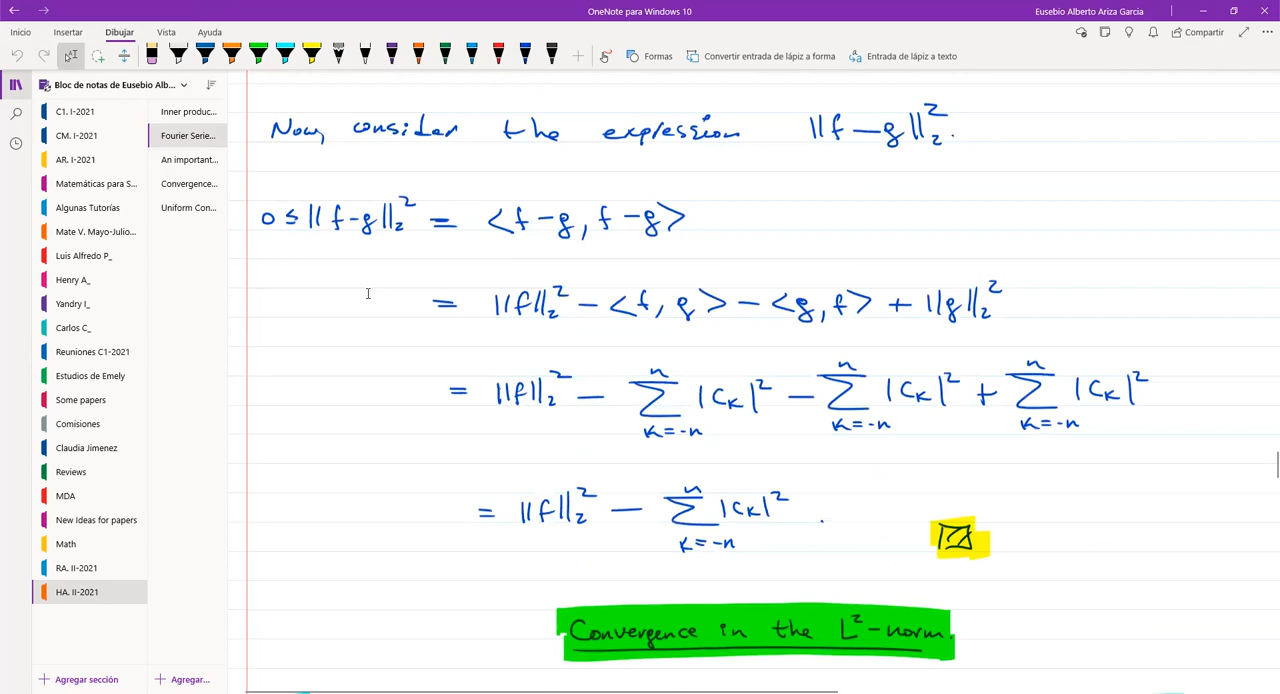 OneNote para Windows 10
Eusebio Alberto Ariza Garcia
Inicio Insertar Dibujar Vista Ayuda
Compartir
Formas Convertir entrada de lápiz a forma Entrada de lápiz a texto
Bloc de notas de Eusebio Alb...
C1. I-2021
CM. I-2021
AR. I-2021
Matemáticas para S...
Algunas Tutorías
Mate V. Mayo-Julio...
Luis Alfredo P_
Henry A_
Yandry I_
Carlos C_
Reuniones C1-2021
Estudios de Emely
Some papers
Comisiones
Claudia Jimenez
Reviews
MDA
New Ideas for papers
Math
RA. II-2021
HA. II-2021
Agregar sección
Inner produc...
Fourier Serie...
An important...
Convergence...
Uniform Con...
Agregar...
Now, consider the expression ||f-g||₂².
0 ≤ ||f-g||₂² = <f-g, f-g>
= ||f||₂² - <f, g> - <g, f> + ||g||₂²
= ||f||₂² - ∑_{k=-n}^{n} |c_k|² - ∑_{k=-n}^{n} |c_k|² + ∑_{k=-n}^{n} |c_k|²
= ||f||₂² - ∑_{k=-n}^{n} |c_k|² .
Convergence in the L²-norm.